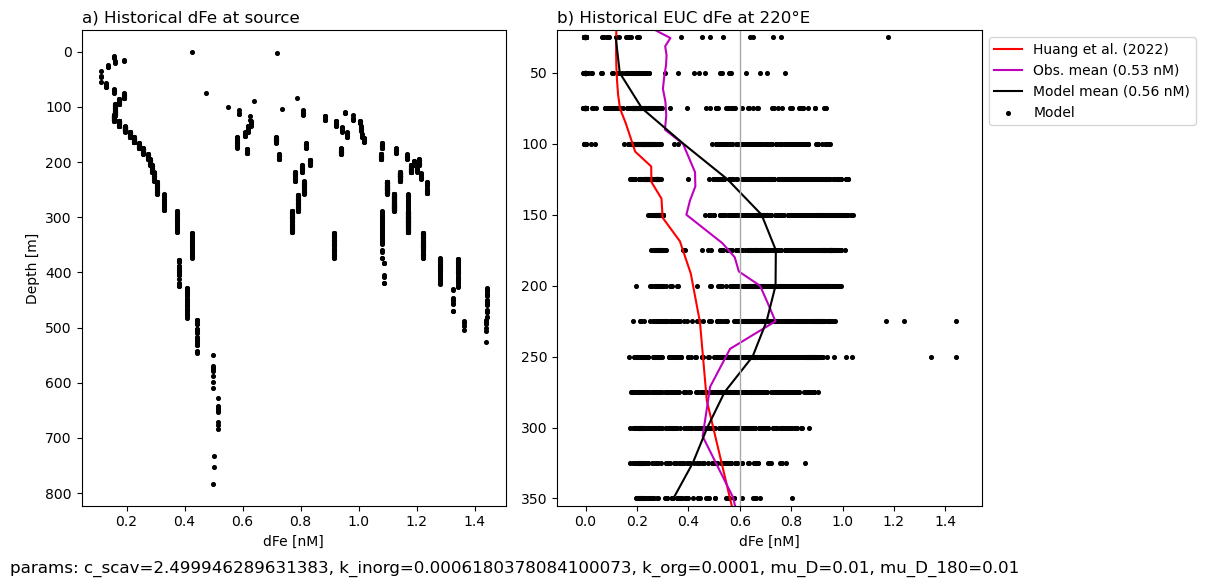 a) Historical dFe at source
0
100
200
300
400
500
600
700
800
Depth [m]
0.2 0.4 0.6 0.8 1.0 1.2 1.4
dFe [nM]
b) Historical EUC dFe at 220°E
50
100
150
200
250
300
350
0.0 0.2 0.4 0.6 0.8 1.0 1.2 1.4
dFe [nM]
Huang et al. (2022)
Obs. mean (0.53 nM)
Model mean (0.56 nM)
Model
params: c_scav=2.499946289631383, k_inorg=0.0006180378084100073, k_org=0.0001, mu_D=0.01, mu_D_180=0.01